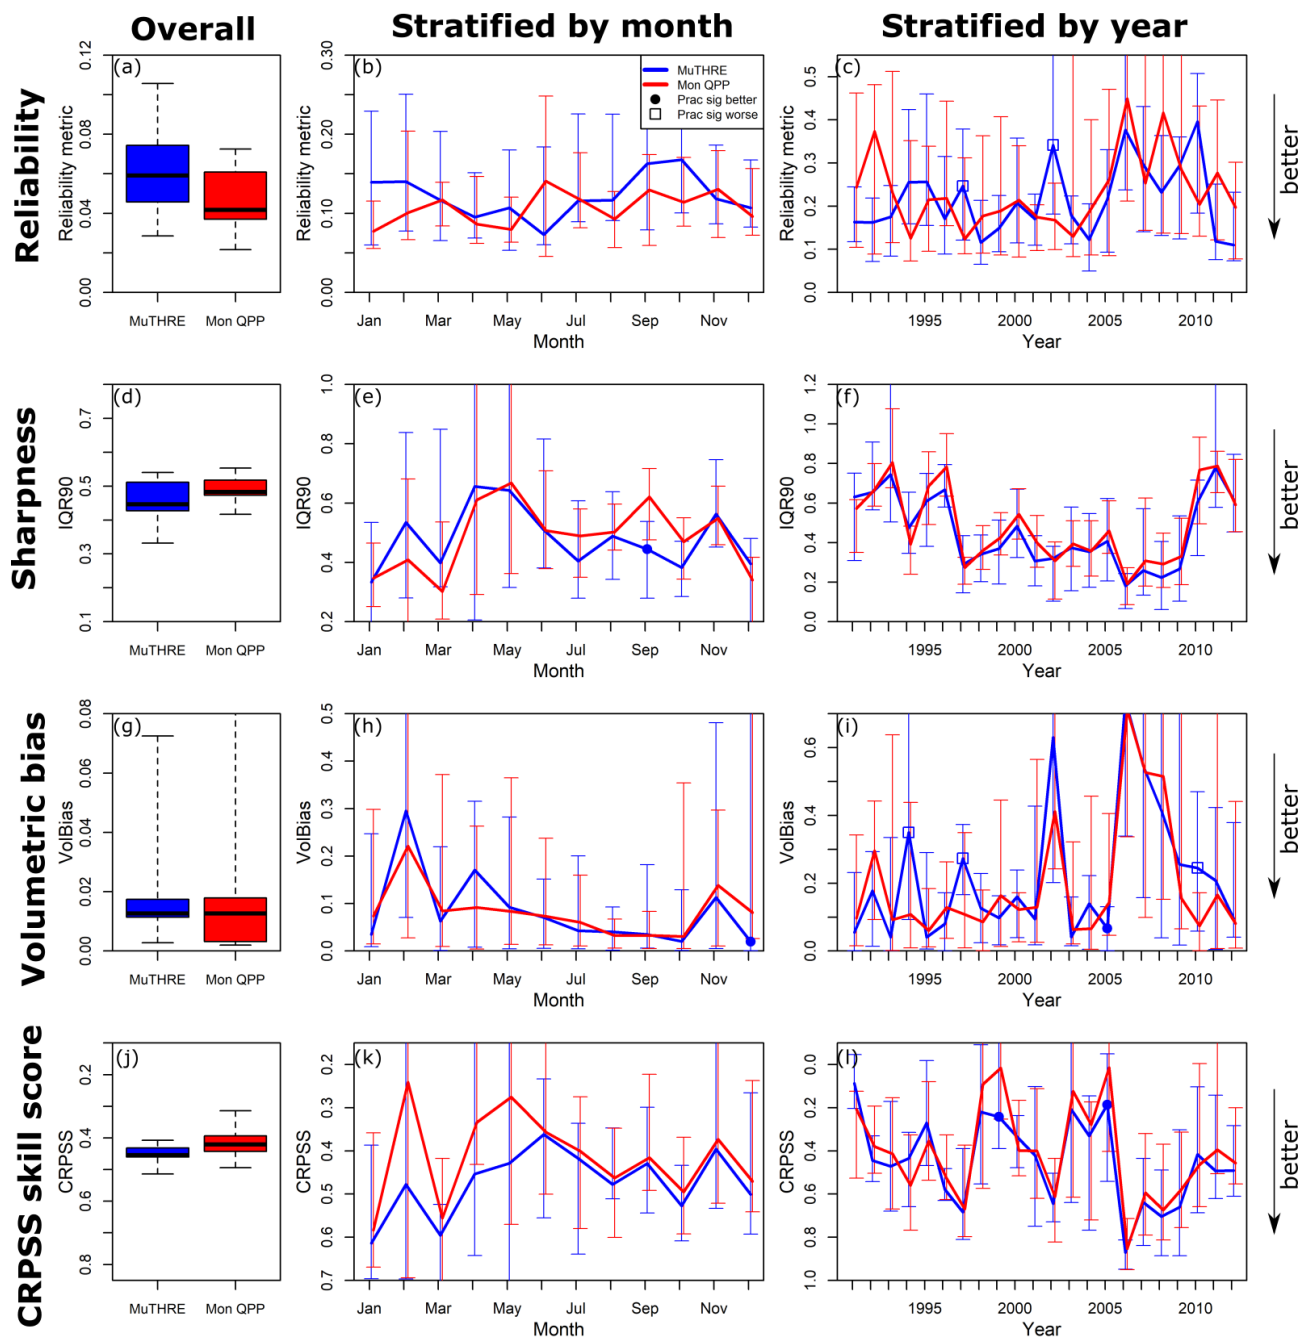 Overall
Stratified by month
Stratified by year
Reliability
(a)
Reliability metric
0.00
0.04
0.08
0.12
MuTHRE
Mon QPP
(b)
Reliability metric
0.00
0.10
0.20
0.30
MuTHRE
Mon QPP
Prac sig better
Prac sig worse
Jan
Mar
May
Jul
Sep
Nov
Month
(c)
Reliability metric
0.0
0.1
0.2
0.3
0.4
0.5
1995
2000
2005
2010
Year
better
Sharpness
(d)
IQR90
0.1
0.3
0.5
0.7
MuTHRE
Mon QPP
(e)
IQR90
0.2
0.4
0.6
0.8
1.0
Jan
Mar
May
Jul
Sep
Nov
Month
(f)
IQR90
0.0
0.2
0.4
0.6
0.8
1.0
1.2
1995
2000
2005
2010
Year
better
Volumetric bias
(g)
VolBias
0.00
0.02
0.04
0.06
0.08
MuTHRE
Mon QPP
(h)
VolBias
0.0
0.1
0.2
0.3
0.4
0.5
Jan
Mar
May
Jul
Sep
Nov
Month
(i)
VolBias
0.0
0.2
0.4
0.6
1995
2000
2005
2010
Year
better
CRPSS skill score
(j)
CRPSS
0.2
0.4
0.6
0.8
MuTHRE
Mon QPP
(k)
CRPSS
0.2
0.3
0.4
0.5
0.6
0.7
Jan
Mar
May
Jul
Sep
Nov
Month
(l)
CRPSS
0.0
0.2
0.4
0.6
0.8
1.0
1995
2000
2005
2010
Year
better